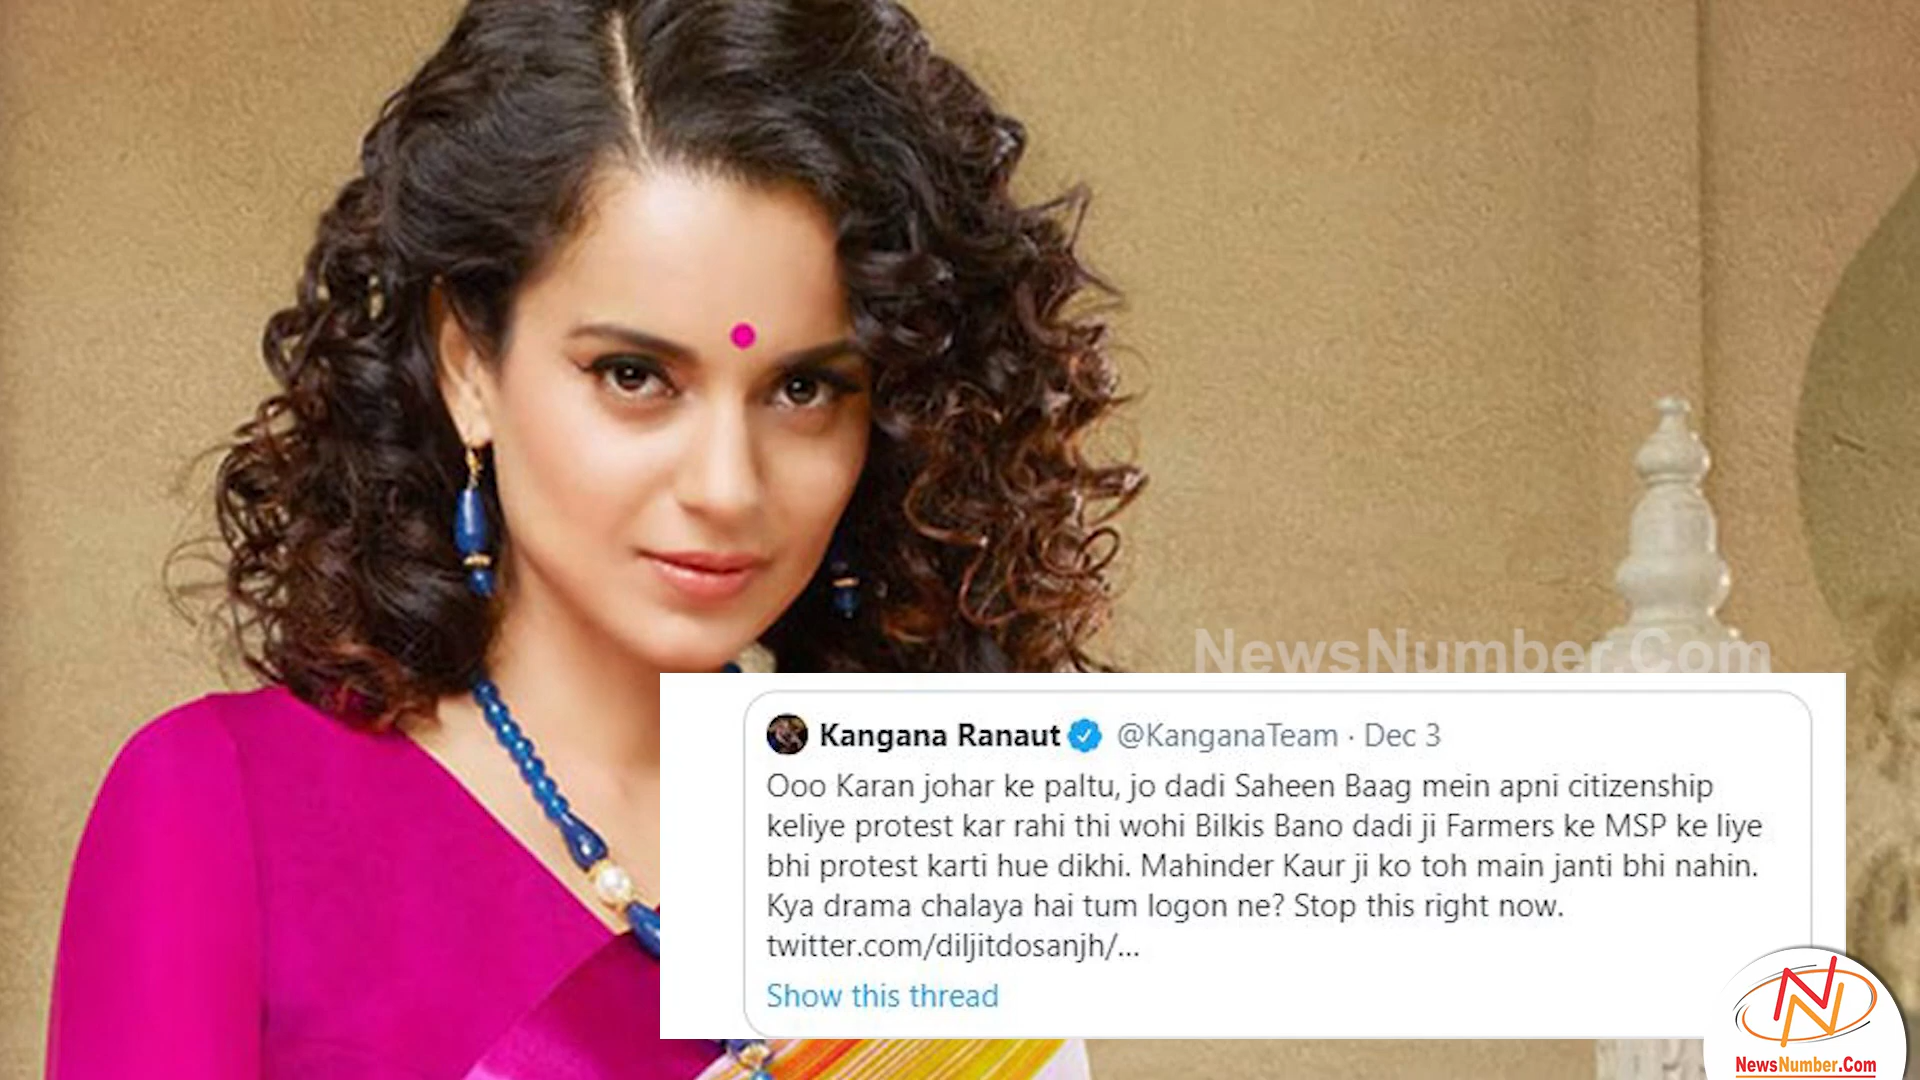 NewsNumber.Com
Kangana Ranaut @KanganaTeam · Dec 3
Ooo Karan johar ke paltu, jo dadi Saheen Baag mein apni citizenship
keliye protest kar rahi thi wohi Bilkis Bano dadi ji Farmers ke MSP ke liye
bhi protest karti hue dikhi. Mahinder Kaur ji ko toh main janti bhi nahin.
Kya drama chalaya hai tum logon ne? Stop this right now.
twitter.com/diljitdosanjh/...
Show this thread
NewsNumber.Com